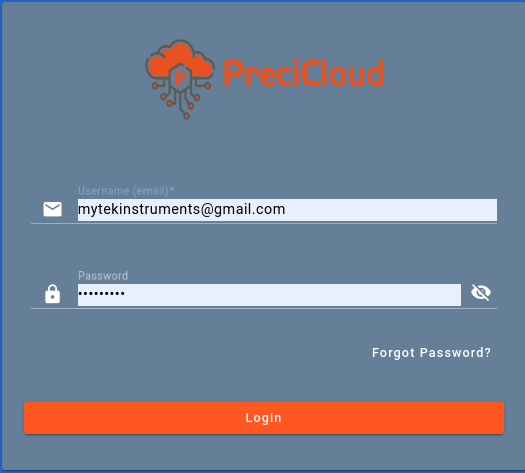 PreciCloud
Username (email)*
mytekinstruments@gmail.com
Password
•••••••••
Forgot Password?
Login